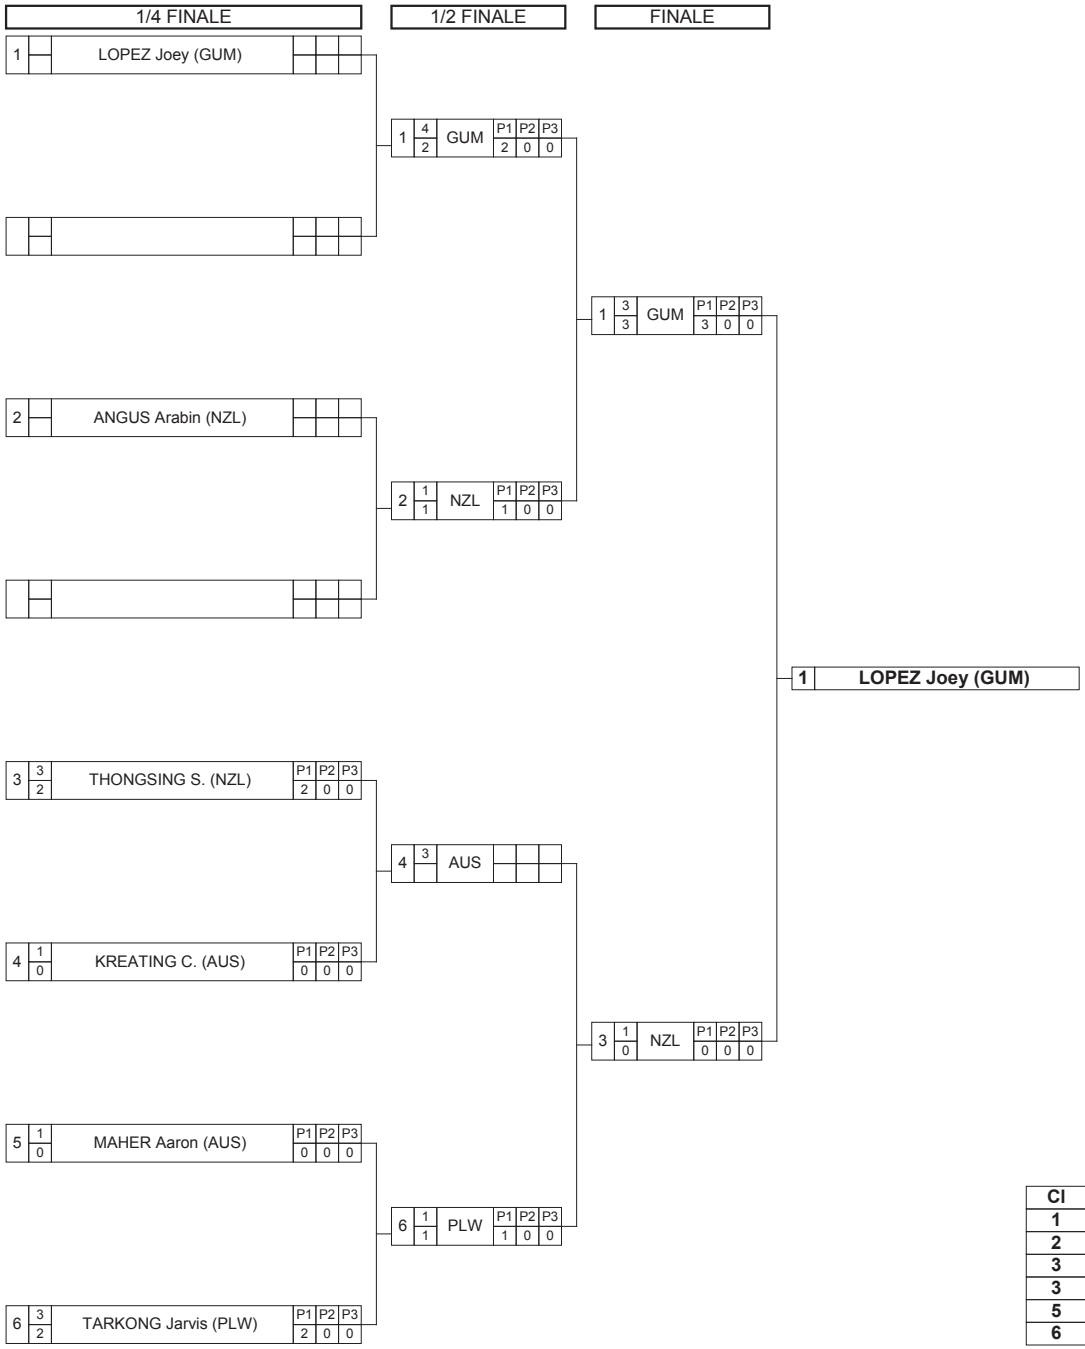 1/4 FINALE 1/2 FINALE FINALE
1 LOPEZ Joey (GUM)
1 4 2 GUM P1 P2 P3 2 0 0
1 3 3 GUM P1 P2 P3 3 0 0
2 ANGUS Arabin (NZL)
2 1 1 NZL P1 P2 P3 1 0 0
1 LOPEZ Joey (GUM)
3 3 2 THONGSING S. (NZL) P1 P2 P3 2 0 0
4 3 AUS
4 1 0 KREATING C. (AUS) P1 P2 P3 0 0 0
3 1 0 NZL P1 P2 P3 0 0 0
5 1 0 MAHER Aaron (AUS) P1 P2 P3 0 0 0
6 1 1 PLW P1 P2 P3 1 0 0
6 3 2 TARKONG Jarvis (PLW) P1 P2 P3 2 0 0
Cl
1
2
3
3
5
6